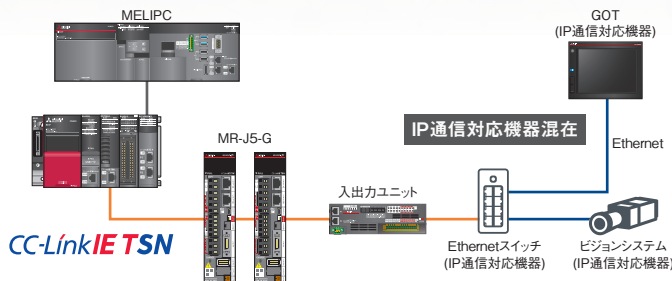 MELIPC
GOT
(IP通信対応機器)
MR-J5-G
IP通信対応機器混在
Ethernet
入出力ユニット
CC-Link IE TSN
Ethernetスイッチ
(IP通信対応機器)
ビジョンシステム
(IP通信対応機器)